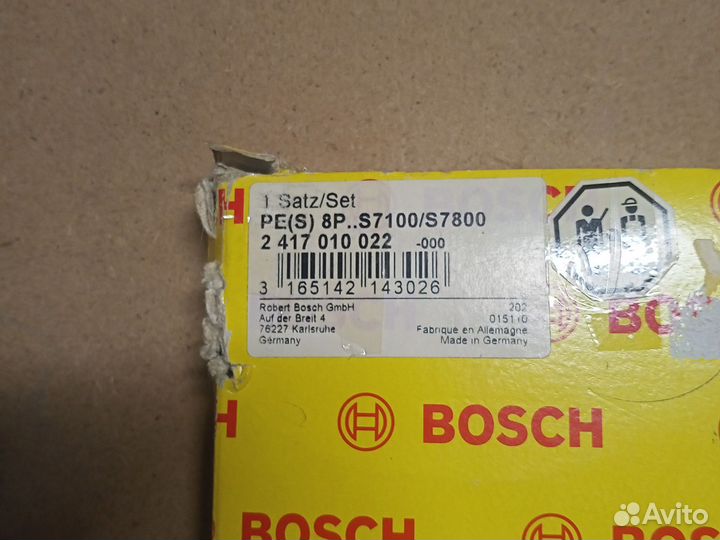 1 Satz/Set
PE(S) 8P..S7100/S7800
2 417 010 022 -000
3 165142 143026
Robert Bosch GmbH
Auf der Breit 4
76227 Karlsruhe
Germany
202
015110
Fabrique en Allemagne
Made in Germany
H
BOSCH
BOSCH
BOSCH
Avito